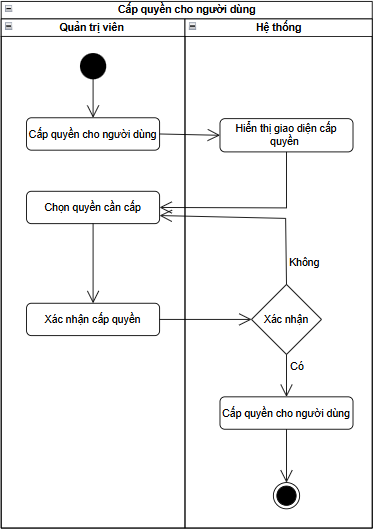 Cấp quyền cho người dùng
Quản trị viên
Hệ thống
Cấp quyền cho người dùng
Hiển thị giao diện cấp
quyền
Chọn quyền cần cấp
Không
Xác nhận cấp quyền
Xác nhận
Có
Cấp quyền cho người dùng